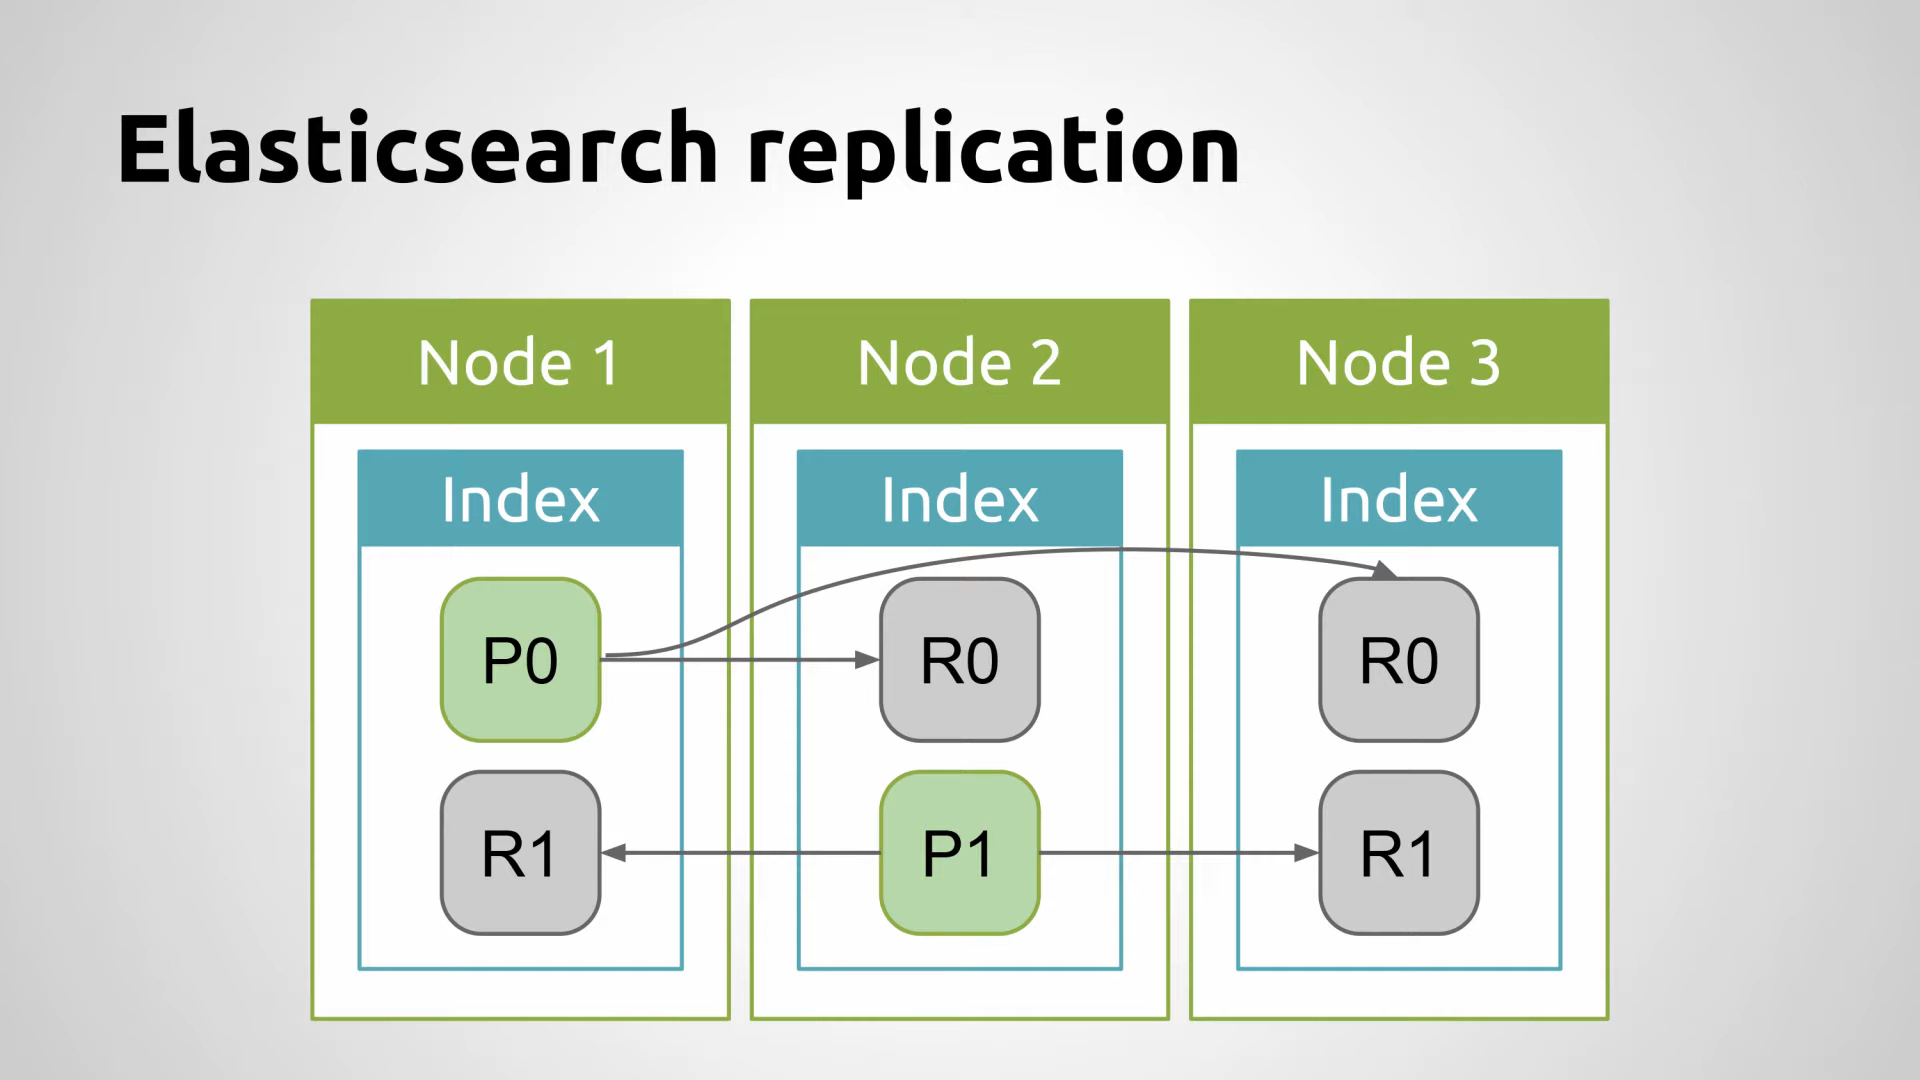 Elasticsearch replication
Node 1
Node 2
Node 3
Index
Index
Index
P0
R0
R0
R1
P1
R1